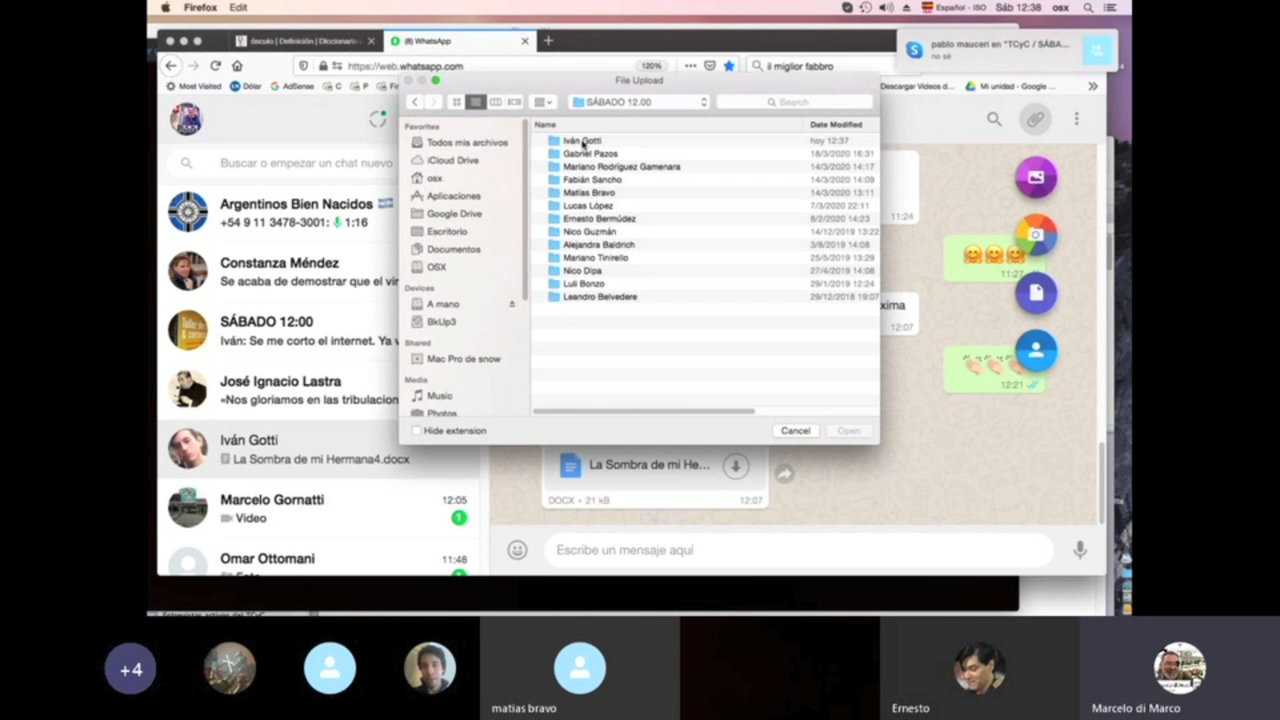 Firefox Edit
Español - ISO Sáb 12:38 osx
ósculo | Definición | Diccionario
(8) WhatsApp
pablo mauceri en "TCyC / SÁBA...
no sé
https://web.whatsapp.com
120%
il miglior fabbro
Most Visited Dólar AdSense C P
Descargar Videos d... Mi unidad - Google ...
File Upload
SÁBADO 12.00
Search
Favorites
Todos mis archivos
iCloud Drive
osx
Aplicaciones
Google Drive
Escritorio
Documentos
OSX
Devices
A mano
BkUp3
Shared
Mac Pro de snow
Media
Music
Photos
Name Date Modified
Iván Gotti hoy 12:37
Gabriel Pazos 18/3/2020 16:31
Mariano Rodríguez Gamenara 14/3/2020 14:17
Fabián Sancho 14/3/2020 14:09
Matías Bravo 14/3/2020 13:11
Lucas López 7/3/2020 22:11
Ernesto Bermúdez 8/2/2020 14:23
Nico Guzmán 14/12/2019 13:22
Alejandra Baldrich 3/8/2019 14:08
Mariano Tinirello 25/5/2019 13:29
Nico Dipa 27/4/2019 14:08
Luli Bonzo 29/1/2019 12:24
Leandro Belvedere 29/12/2018 19:07
Hide extension
Cancel Open
Buscar o empezar un chat nuevo
Argentinos Bien Nacidos
+54 9 11 3478-3001: 1:16
Constanza Méndez
Se acaba de demostrar que el vir
SÁBADO 12:00
Iván: Se me corto el internet. Ya v
José Ignacio Lastra
«Nos gloriamos en las tribulacion
Iván Gotti
La Sombra de mi Hermana4.docx
Marcelo Gornatti 12:05
Video 1
Omar Ottomani 11:48
11:24
11:27
xima
12:07
12:21
La Sombra de mi He...
DOCX • 21 kB 12:07
Escribe un mensaje aquí
+4
matias bravo
Ernesto
Marcelo di Marco